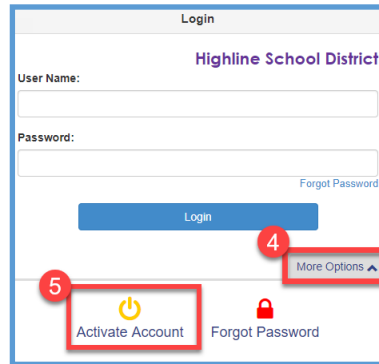 Login
Highline School District
User Name:
Password:
Forgot Password
Login
4
More Options
5
Activate Account
Forgot Password